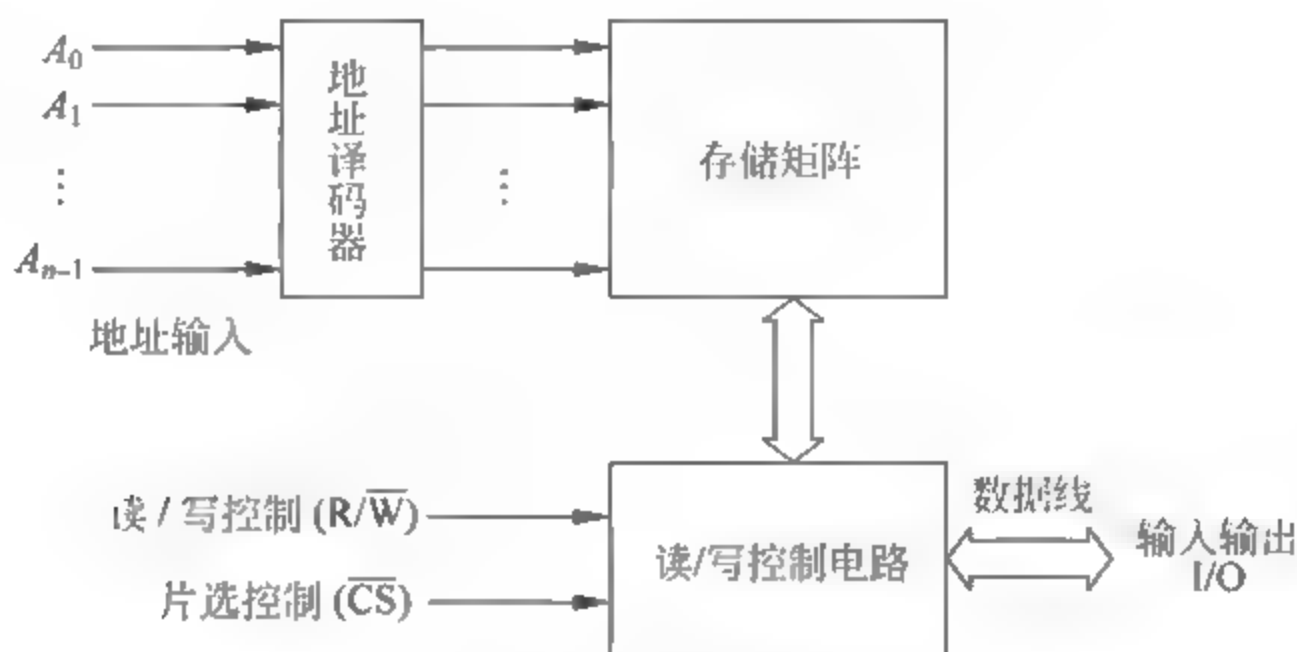 A₀
A₁
⋮
Aₙ₋₁
地址输入
地址译码器
⋮
存储矩阵
读/写控制(R/W̅)
片选控制(C̅S̅)
读/写控制电路
数据线
输入输出
I/O